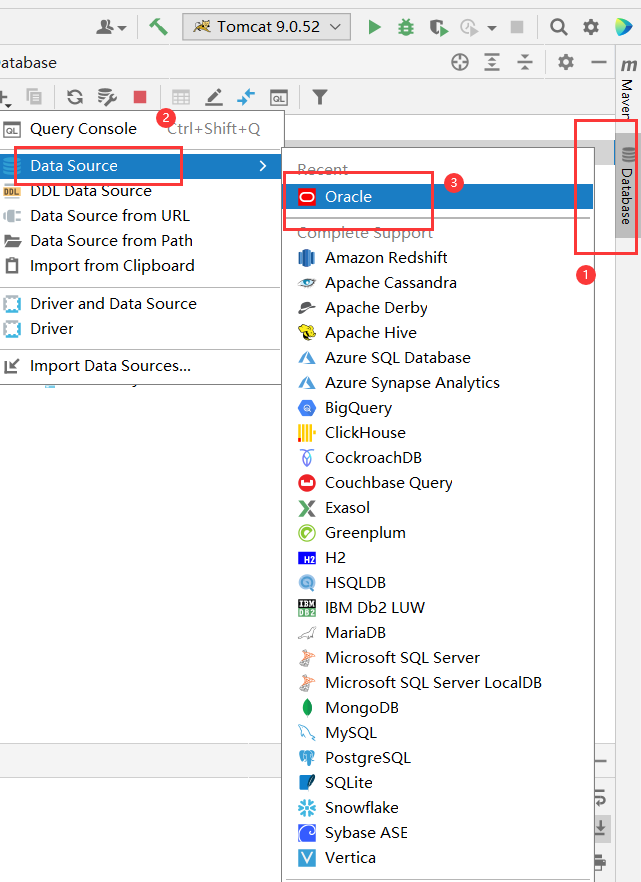 Tomcat 9.0.52
atabase
m
Maven
QL
Query Console Ctrl+Shift+Q
2
Data Source
DDL DDL Data Source
Data Source from URL
Data Source from Path
Import from Clipboard
Driver and Data Source
Driver
Import Data Sources...
Recent
Oracle
3
Database
1
Complete Support
Amazon Redshift
Apache Cassandra
Apache Derby
Apache Hive
Azure SQL Database
Azure Synapse Analytics
BigQuery
ClickHouse
CockroachDB
Couchbase Query
Exasol
Greenplum
H2 H2
HSQLDB
IBM DB2 IBM Db2 LUW
MariaDB
Microsoft SQL Server
Microsoft SQL Server LocalDB
MongoDB
MySQL
PostgreSQL
SQLite
Snowflake
Sybase ASE
Vertica